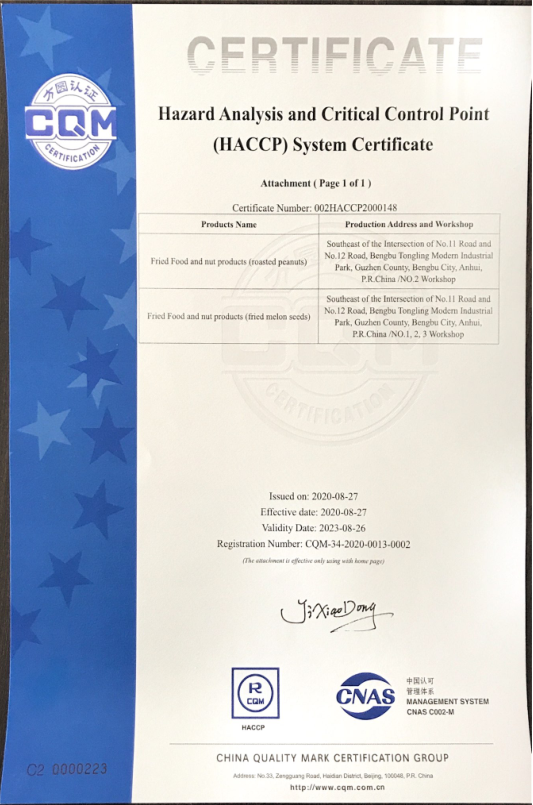 CERTIFICATE
方圆认证
CQM
CERTIFICATION
Hazard Analysis and Critical Control Point
(HACCP) System Certificate
Attachment ( Page 1 of 1 )
Certificate Number: 002HACCP2000148
Products Name
Production Address and Workshop
Fried Food and nut products (roasted peanuts)
Southeast of the Intersection of No.11 Road and
No.12 Road, Bengbu Tongling Modern Industrial
Park, Guzhen County, Bengbu City, Anhui,
P.R.China /NO.2 Workshop
Fried Food and nut products (fried melon seeds)
Southeast of the Intersection of No.11 Road and
No.12 Road, Bengbu Tongling Modern Industrial
Park, Guzhen County, Bengbu City, Anhui,
P.R.China /NO.1, 2, 3 Workshop
CQM
CERTIFICATION
Issued on: 2020-08-27
Effective date: 2020-08-27
Validity Date: 2023-08-26
Registration Number: CQM-34-2020-0013-0002
(The attachment is effective only using with home page)
Ji XiaoDong
R
CQM
HACCP
CNAS
中国认可
管理体系
MANAGEMENT SYSTEM
CNAS C002-M
C2 0000223
CHINA QUALITY MARK CERTIFICATION GROUP
Address: No.33, Zengguang Road, Haidian District, Beijing, 100048, P.R. China
http://www.cqm.com.cn